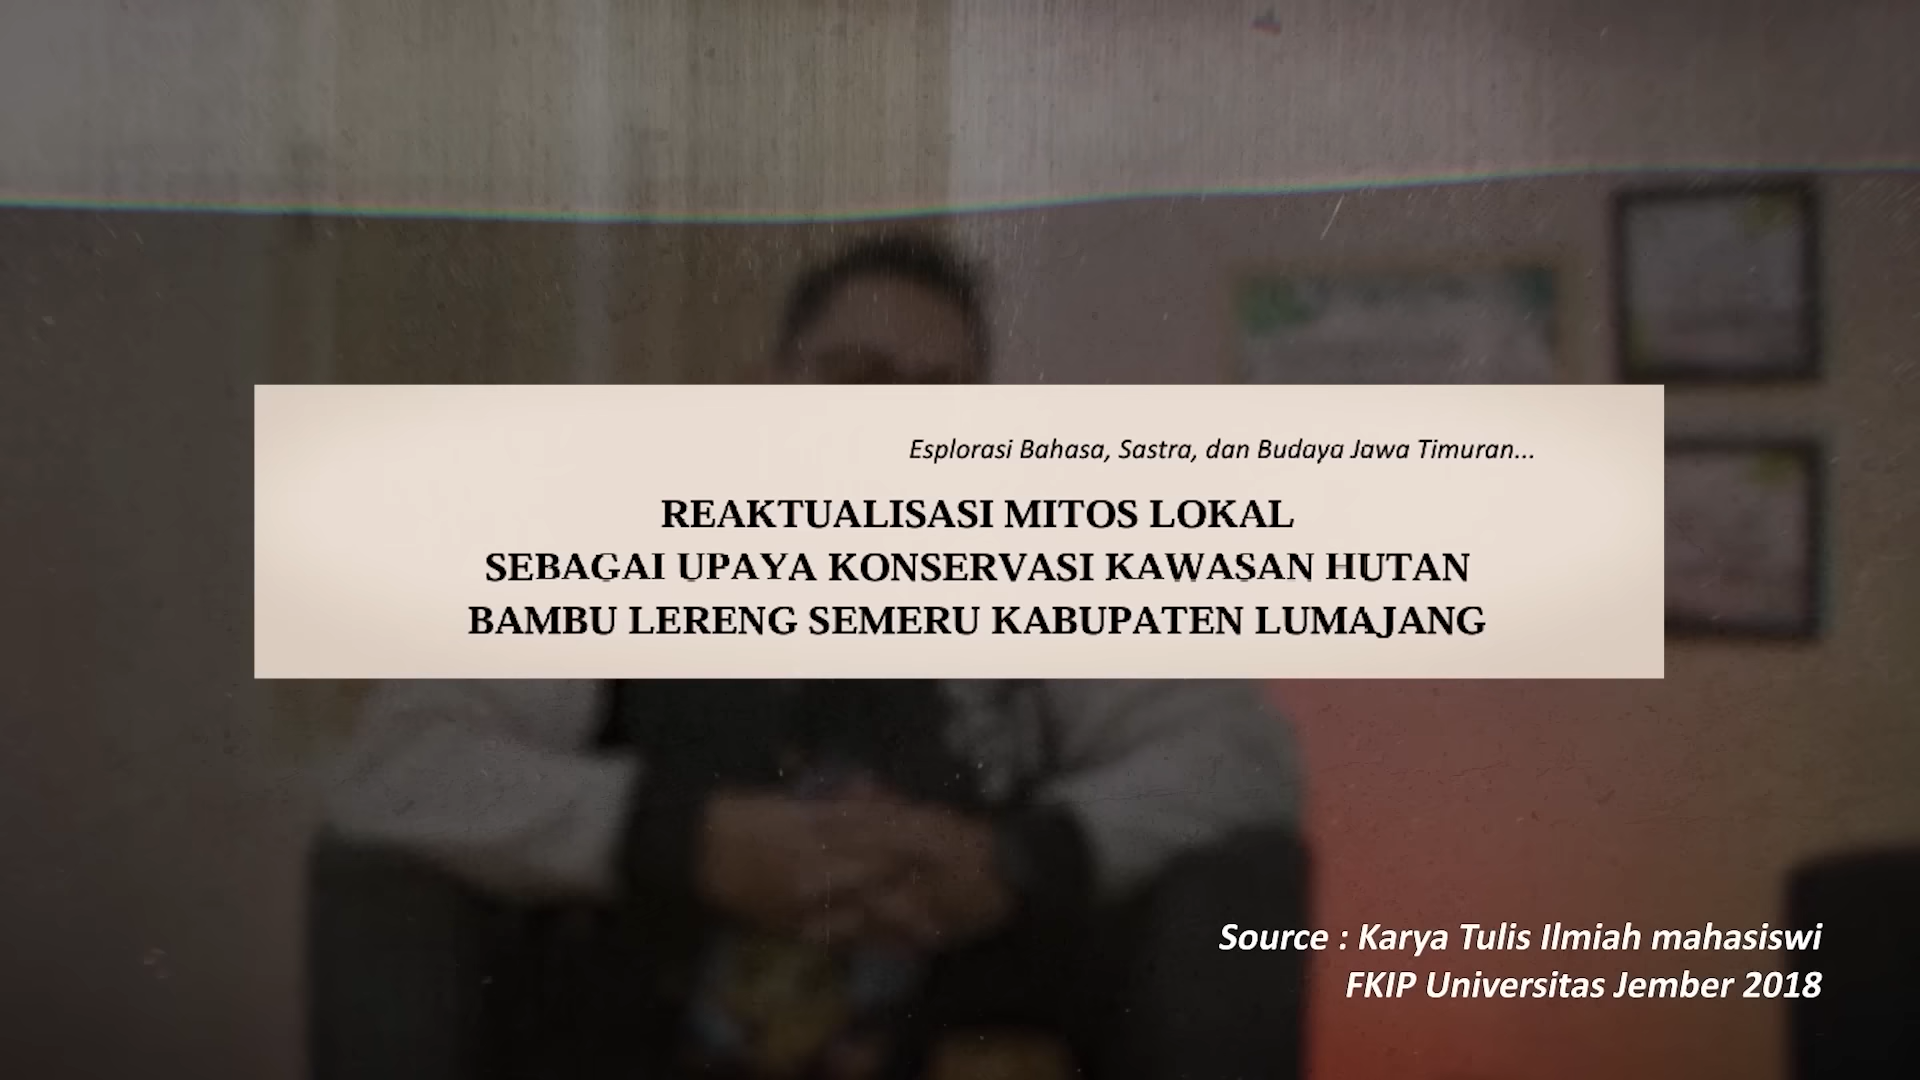 Esplorasi Bahasa, Sastra, dan Budaya Jawa Timuran...
REAKTUALISASI MITOS LOKAL
SEBAGAI UPAYA KONSERVASI KAWASAN HUTAN
BAMBU LERENG SEMERU KABUPATEN LUMAJANG
Source : Karya Tulis Ilmiah mahasiswi
FKIP Universitas Jember 2018